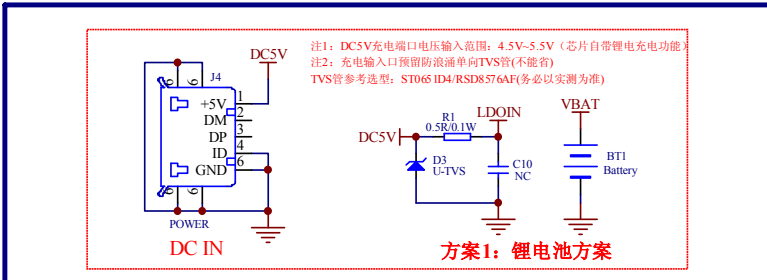 注1：DC5V充电端口电压输入范围：4.5V~5.5V（芯片自带锂电充电功能）
注2：充电输入口预留防浪涌单向TVS管(不能省)
TVS管参考选型：ST0651D4/RSD8576AF(务必以实测为准)
DC5V
J4
6
6
+5V
1
DM
2
DP
3
ID
4
GND
6
6
6
POWER
DC IN
DC5V
R1
0.5R/0.1W
LDOIN
D3
U-TVS
C10
NC
VBAT
BT1
Battery
方案1：锂电池方案